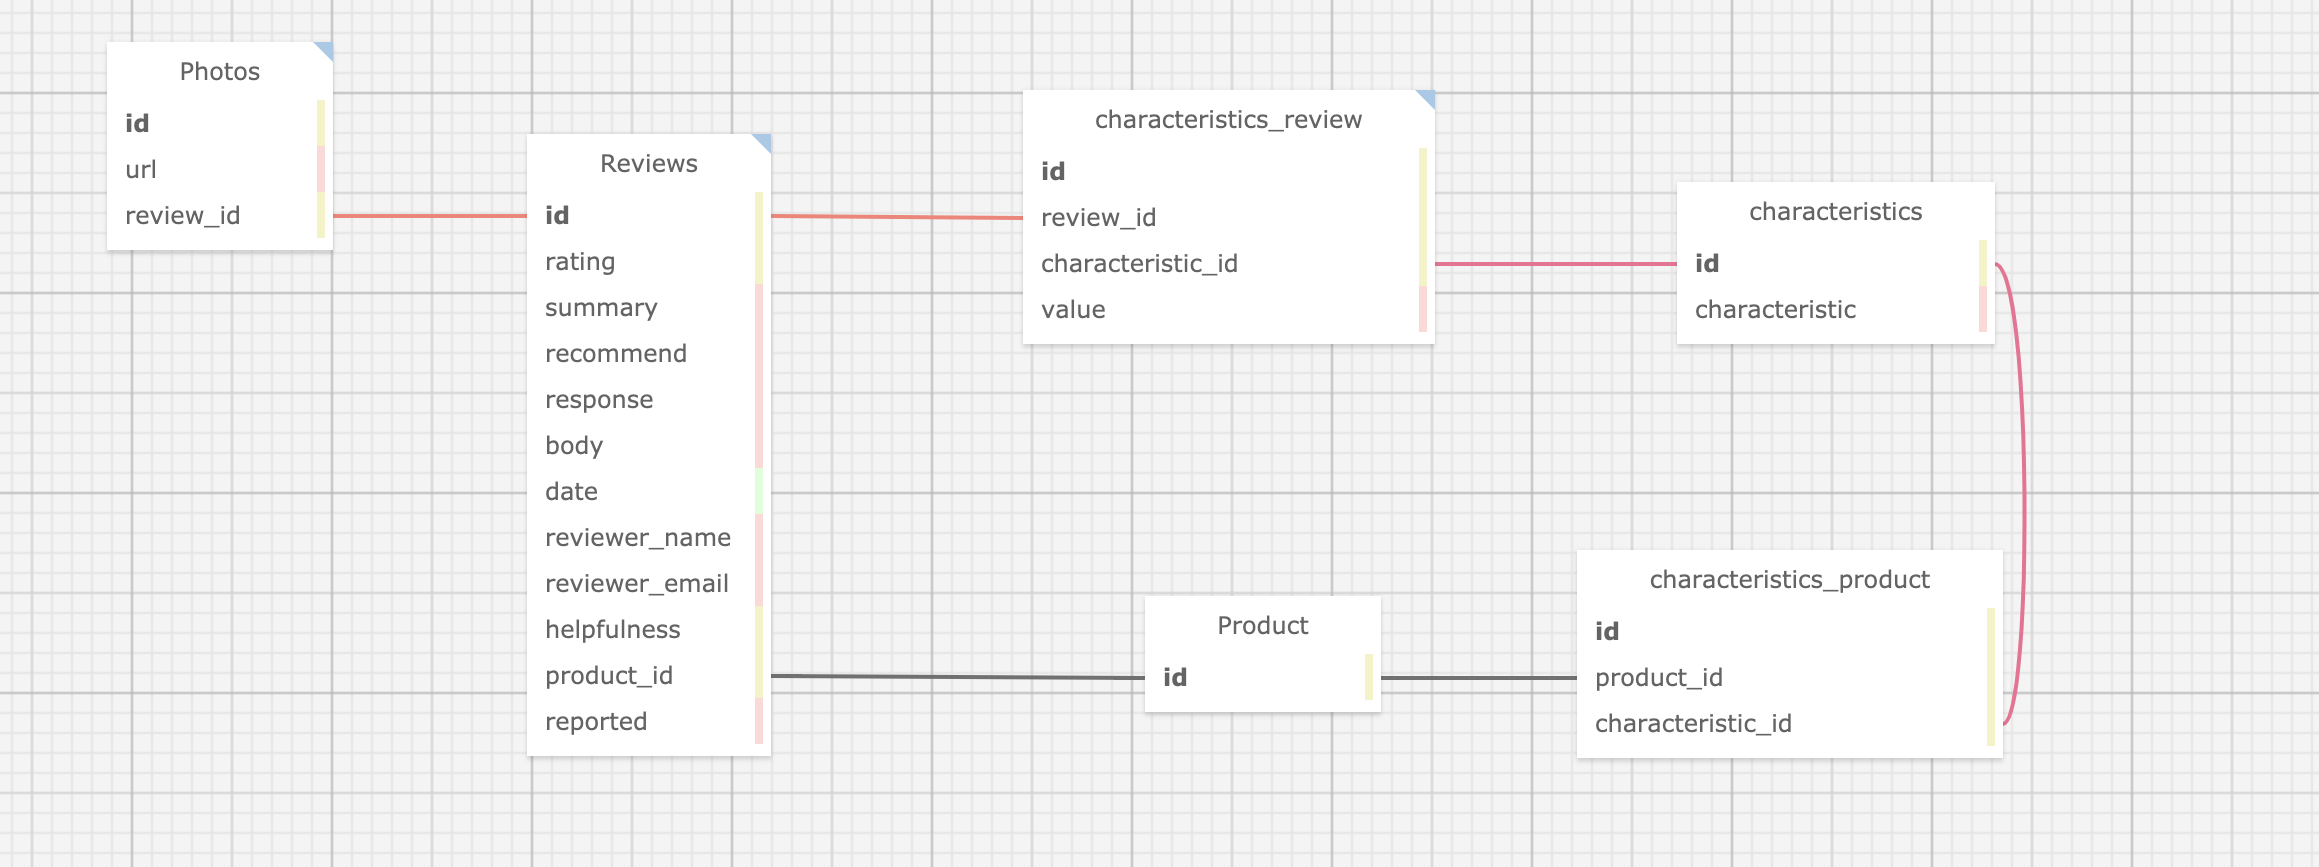 Photos
id
url
review_id
Reviews
id
rating
summary
recommend
response
body
date
reviewer_name
reviewer_email
helpfulness
product_id
reported
characteristics_review
id
review_id
characteristic_id
value
characteristics
id
characteristic
Product
id
characteristics_product
id
product_id
characteristic_id